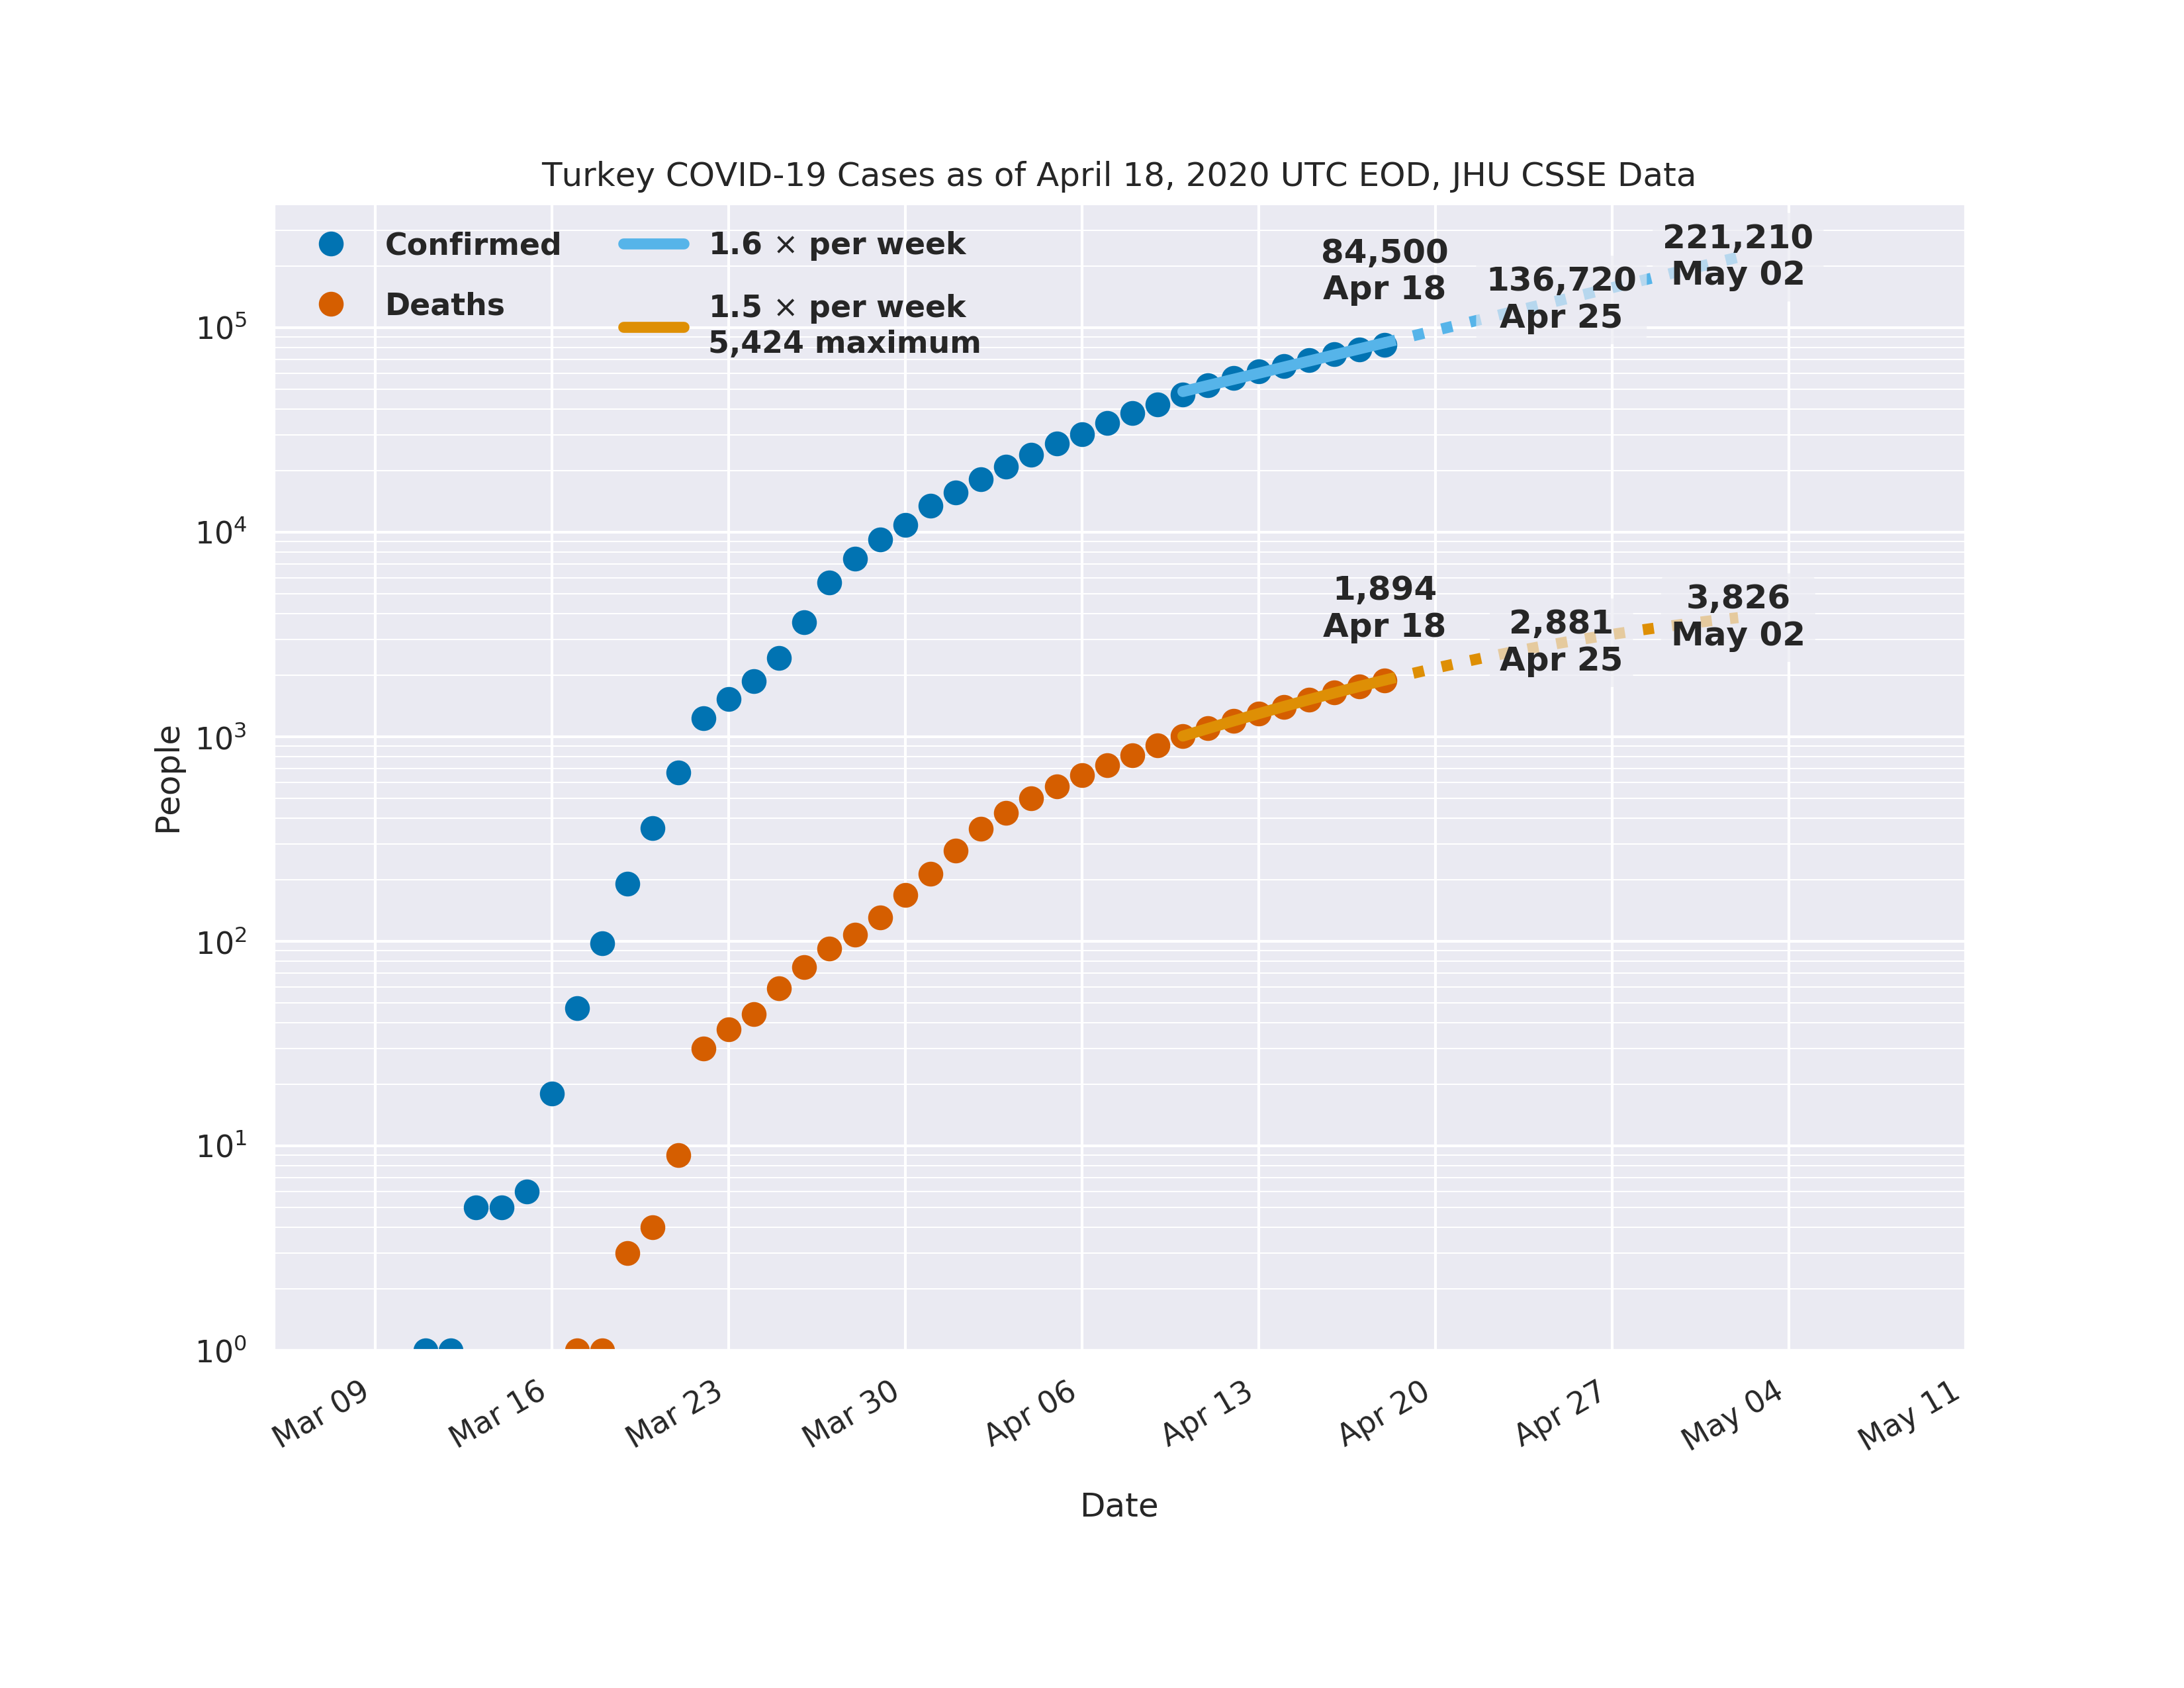 Turkey COVID-19 Cases as of April 18, 2020 UTC EOD, JHU CSSE Data
Confirmed
Deaths
1.6 × per week
1.5 × per week
5,424 maximum
84,500
Apr 18
136,720
Apr 25
221,210
May 02
1,894
Apr 18
2,881
Apr 25
3,826
May 02
People
10⁵
10⁴
10³
10²
10¹
10⁰
Mar 09
Mar 16
Mar 23
Mar 30
Apr 06
Apr 13
Apr 20
Apr 27
May 04
May 11
Date